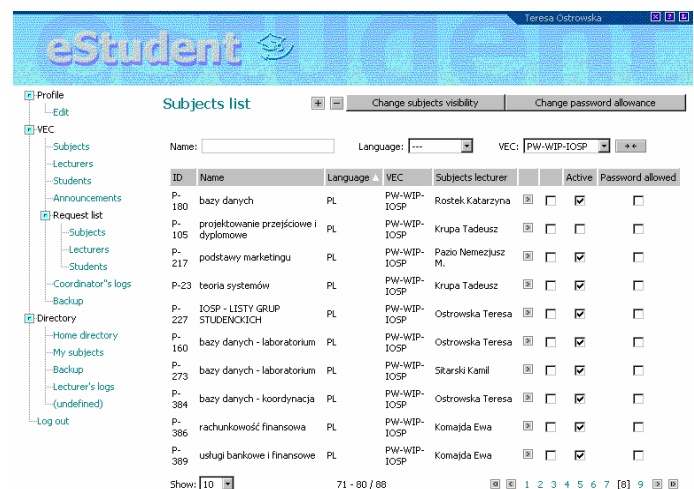 Teresa Ostrowska
eStudent
Profile
Edit
VEC
Subjects
Lecturers
Students
Announcements
Request list
Subjects
Lecturers
Students
Coordinator"s logs
Backup
Directory
Home directory
My subjects
Backup
Lecturer's logs
(undefined)
Log out
Subjects list + − Change subjects visibility Change password allowance
Name: Language: --- VEC: PW-WIP-IOSP
ID Name Language VEC Subjects lecturer Active Password allowed
P-
180 bazy danych PL PW-WIP-
IOSP Rostek Katarzyna
P-
105 projektowanie przejściowe i
dyplomowe PL PW-WIP-
IOSP Krupa Tadeusz
P-
217 podstawy marketingu PL PW-WIP-
IOSP Pazio Nemezjusz
M.
P-23 teoria systemów PL PW-WIP-
IOSP Krupa Tadeusz
P-
227 IOSP - LISTY GRUP
STUDENCKICH PL PW-WIP-
IOSP Ostrowska Teresa
P-
160 bazy danych - laboratorium PL PW-WIP-
IOSP Ostrowska Teresa
P-
273 bazy danych - laboratorium PL PW-WIP-
IOSP Sitarski Kamil
P-
384 bazy danych - koordynacja PL PW-WIP-
IOSP Ostrowska Teresa
P-
386 rachunkowość finansowa PL PW-WIP-
IOSP Komajda Ewa
P-
389 usługi bankowe i finansowe PL PW-WIP-
IOSP Komajda Ewa
Show: 10 71 - 80 / 88 1 2 3 4 5 6 7 [8] 9